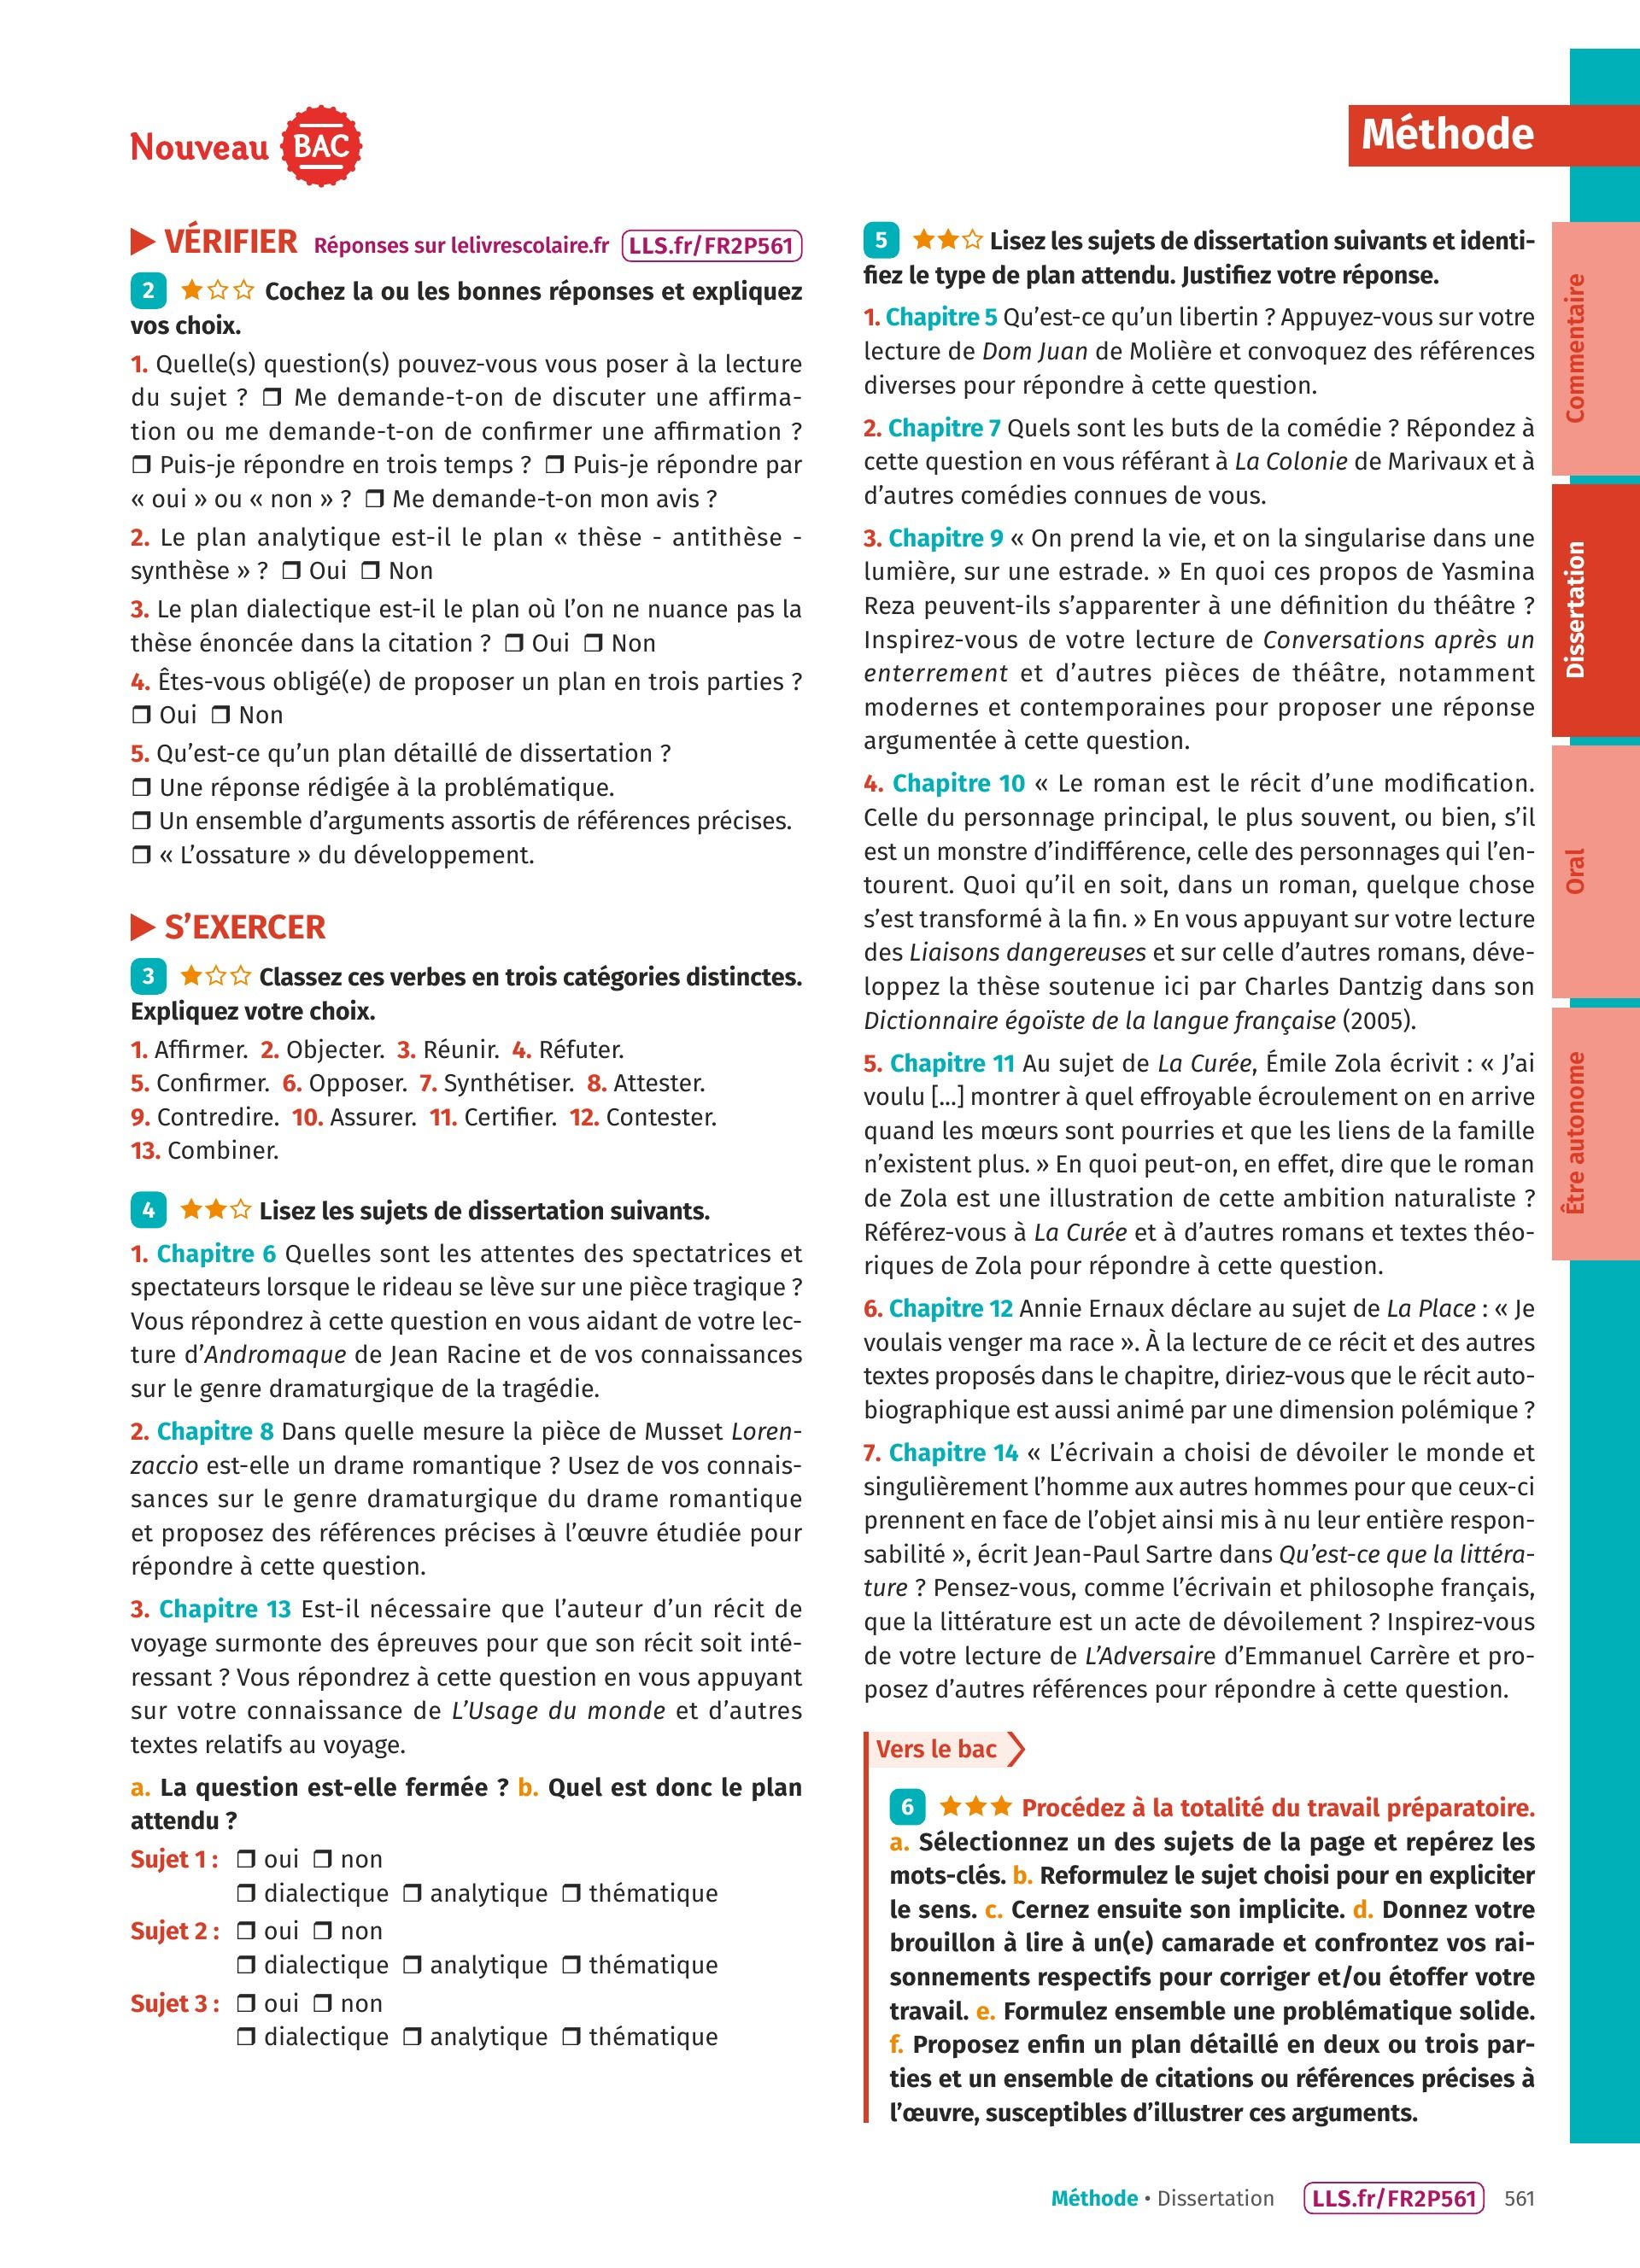 Nouveau BAC
Méthode
▶ VÉRIFIER Réponses sur lelivrescolaire.fr LLS.fr/FR2P561
2 ★☆☆ Cochez la ou les bonnes réponses et expliquez
vos choix.
1. Quelle(s) question(s) pouvez-vous vous poser à la lecture
du sujet ? ❒ Me demande-t-on de discuter une affirma-
tion ou me demande-t-on de confirmer une affirmation ?
❒ Puis-je répondre en trois temps ? ❒ Puis-je répondre par
« oui » ou « non » ? ❒ Me demande-t-on mon avis ?
2. Le plan analytique est-il le plan « thèse - antithèse -
synthèse » ? ❒ Oui ❒ Non
3. Le plan dialectique est-il le plan où l’on ne nuance pas la
thèse énoncée dans la citation ? ❒ Oui ❒ Non
4. Êtes-vous obligé(e) de proposer un plan en trois parties ?
❒ Oui ❒ Non
5. Qu’est-ce qu’un plan détaillé de dissertation ?
❒ Une réponse rédigée à la problématique.
❒ Un ensemble d’arguments assortis de références précises.
❒ « L’ossature » du développement.
▶ S’EXERCER
3 ★☆☆ Classez ces verbes en trois catégories distinctes.
Expliquez votre choix.
1. Affirmer. 2. Objecter. 3. Réunir. 4. Réfuter.
5. Confirmer. 6. Opposer. 7. Synthétiser. 8. Attester.
9. Contredire. 10. Assurer. 11. Certifier. 12. Contester.
13. Combiner.
4 ★★☆ Lisez les sujets de dissertation suivants.
1. Chapitre 6 Quelles sont les attentes des spectatrices et
spectateurs lorsque le rideau se lève sur une pièce tragique ?
Vous répondrez à cette question en vous aidant de votre lec-
ture d’Andromaque de Jean Racine et de vos connaissances
sur le genre dramaturgique de la tragédie.
2. Chapitre 8 Dans quelle mesure la pièce de Musset Loren-
zaccio est-elle un drame romantique ? Usez de vos connais-
sances sur le genre dramaturgique du drame romantique
et proposez des références précises à l’œuvre étudiée pour
répondre à cette question.
3. Chapitre 13 Est-il nécessaire que l’auteur d’un récit de
voyage surmonte des épreuves pour que son récit soit inté-
ressant ? Vous répondrez à cette question en vous appuyant
sur votre connaissance de L’Usage du monde et d’autres
textes relatifs au voyage.
a. La question est-elle fermée ? b. Quel est donc le plan
attendu ?
Sujet 1 : ❒ oui ❒ non
❒ dialectique ❒ analytique ❒ thématique
Sujet 2 : ❒ oui ❒ non
❒ dialectique ❒ analytique ❒ thématique
Sujet 3 : ❒ oui ❒ non
❒ dialectique ❒ analytique ❒ thématique
5 ★★☆ Lisez les sujets de dissertation suivants et identi-
fiez le type de plan attendu. Justifiez votre réponse.
1. Chapitre 5 Qu’est-ce qu’un libertin ? Appuyez-vous sur votre
lecture de Dom Juan de Molière et convoquez des références
diverses pour répondre à cette question.
2. Chapitre 7 Quels sont les buts de la comédie ? Répondez à
cette question en vous référant à La Colonie de Marivaux et à
d’autres comédies connues de vous.
3. Chapitre 9 « On prend la vie, et on la singularise dans une
lumière, sur une estrade. » En quoi ces propos de Yasmina
Reza peuvent-ils s’apparenter à une définition du théâtre ?
Inspirez-vous de votre lecture de Conversations après un
enterrement et d’autres pièces de théâtre, notamment
modernes et contemporaines pour proposer une réponse
argumentée à cette question.
4. Chapitre 10 « Le roman est le récit d’une modification.
Celle du personnage principal, le plus souvent, ou bien, s’il
est un monstre d’indifférence, celle des personnages qui l’en-
tourent. Quoi qu’il en soit, dans un roman, quelque chose
s’est transformé à la fin. » En vous appuyant sur votre lecture
des Liaisons dangereuses et sur celle d’autres romans, déve-
loppez la thèse soutenue ici par Charles Dantzig dans son
Dictionnaire égoïste de la langue française (2005).
5. Chapitre 11 Au sujet de La Curée, Émile Zola écrivit : « J’ai
voulu [...] montrer à quel effroyable écroulement on en arrive
quand les mœurs sont pourries et que les liens de la famille
n’existent plus. » En quoi peut-on, en effet, dire que le roman
de Zola est une illustration de cette ambition naturaliste ?
Référez-vous à La Curée et à d’autres romans et textes théo-
riques de Zola pour répondre à cette question.
6. Chapitre 12 Annie Ernaux déclare au sujet de La Place : « Je
voulais venger ma race ». À la lecture de ce récit et des autres
textes proposés dans le chapitre, diriez-vous que le récit auto-
biographique est aussi animé par une dimension polémique ?
7. Chapitre 14 « L’écrivain a choisi de dévoiler le monde et
singulièrement l’homme aux autres hommes pour que ceux-ci
prennent en face de l’objet ainsi mis à nu leur entière respon-
sabilité », écrit Jean-Paul Sartre dans Qu’est-ce que la littéra-
ture ? Pensez-vous, comme l’écrivain et philosophe français,
que la littérature est un acte de dévoilement ? Inspirez-vous
de votre lecture de L’Adversaire d’Emmanuel Carrère et pro-
posez d’autres références pour répondre à cette question.
Vers le bac
6 ★★★ Procédez à la totalité du travail préparatoire.
a. Sélectionnez un des sujets de la page et repérez les
mots-clés. b. Reformulez le sujet choisi pour en expliciter
le sens. c. Cernez ensuite son implicite. d. Donnez votre
brouillon à lire à un(e) camarade et confrontez vos rai-
sonnements respectifs pour corriger et/ou étoffer votre
travail. e. Formulez ensemble une problématique solide.
f. Proposez enfin un plan détaillé en deux ou trois par-
ties et un ensemble de citations ou références précises à
l’œuvre, susceptibles d’illustrer ces arguments.
Commentaire
Dissertation
Oral
Être autonome
Méthode • Dissertation LLS.fr/FR2P561 561